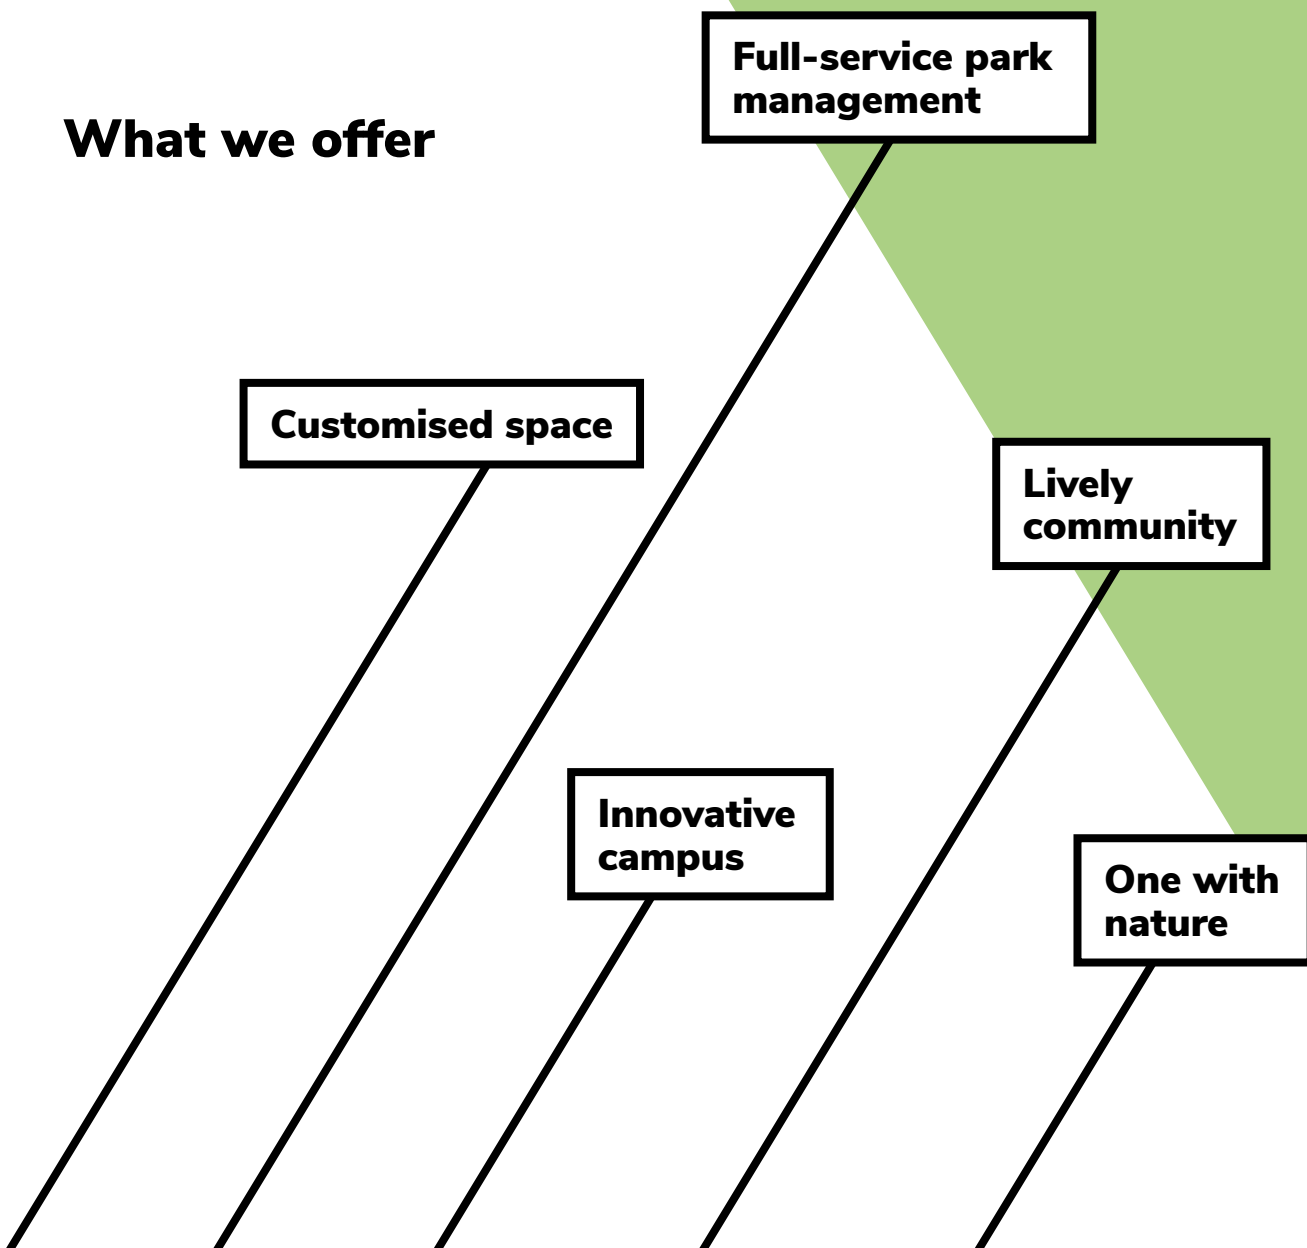 What we offer
Full-service park
management
Customised space
Lively
community
Innovative
campus
One with
nature